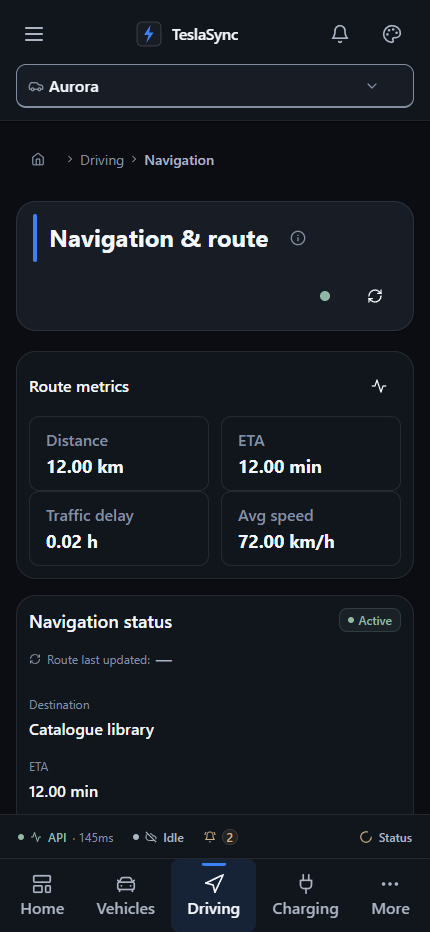 TeslaSync
Aurora
Driving Navigation
Navigation & route
Route metrics
Distance
12.00 km
ETA
12.00 min
Traffic delay
0.02 h
Avg speed
72.00 km/h
Navigation status
Active
Route last updated: —
Destination
Catalogue library
ETA
12.00 min
API · 145ms
Idle
2
Status
Home
Vehicles
Driving
Charging
More